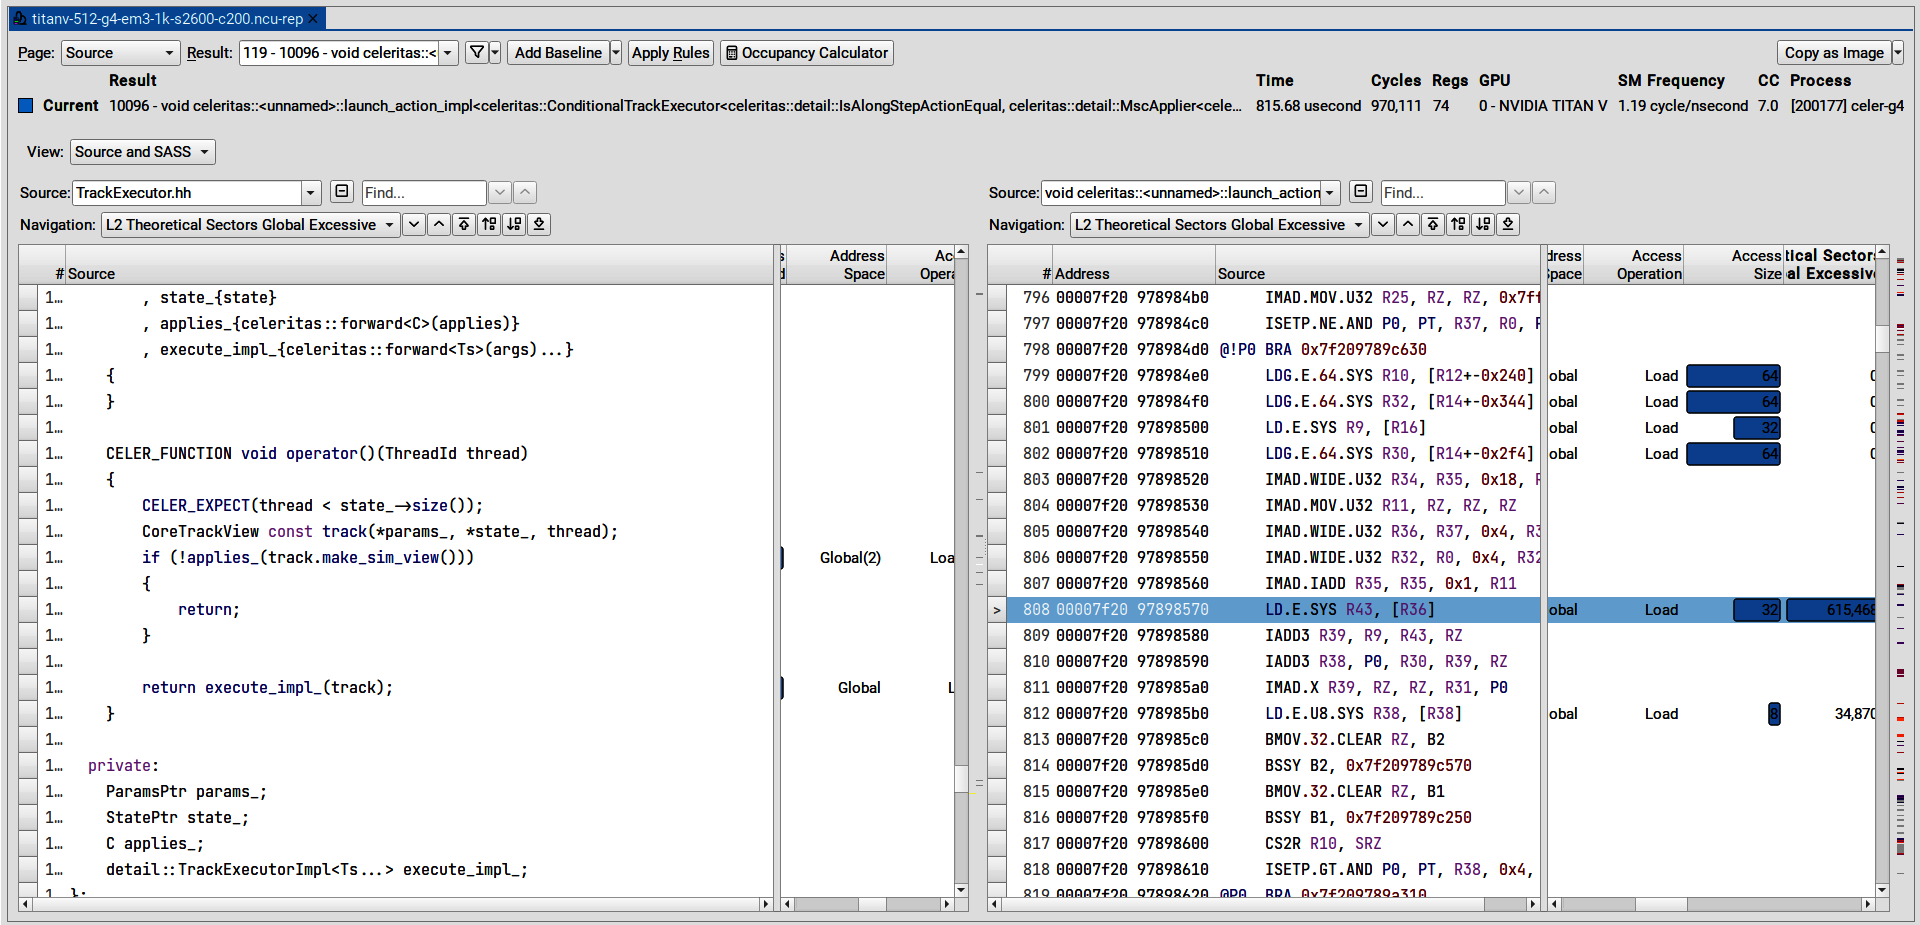 titanv-512-g4-em3-1k-s2600-c200.ncu-rep ×
Page: Source Result: 119 - 10096 - void celeritas::< Add Baseline Apply Rules Occupancy Calculator Copy as Image
Result Time Cycles Regs GPU SM Frequency CC Process
Current 10096 - void celeritas::<unnamed>::launch_action_impl<celeritas::ConditionalTrackExecutor<celeritas::detail::IsAlongStepActionEqual, celeritas::detail::MscApplier<cele... 815.68 usecond 970,111 74 0 - NVIDIA TITAN V 1.19 cycle/nsecond 7.0 [200177] celer-g4
View: Source and SASS
Source: TrackExecutor.hh Find...
Navigation: L2 Theoretical Sectors Global Excessive
# Source Address Space Ac Opera
1... , state_{state}
1... , applies_{celeritas::forward<C>(applies)}
1... , execute_impl_{celeritas::forward<Ts>(args)...}
1... {
1... }
1...
1... CELER_FUNCTION void operator()(ThreadId thread)
1... {
1... CELER_EXPECT(thread < state_->size());
1... CoreTrackView const track(*params_, *state_, thread);
1... if (!applies_(track.make_sim_view())) Global(2) Loa
1... {
1... return;
1... }
1...
1... return execute_impl_(track); Global L
1... }
1...
1... private:
1... ParamsPtr params_;
1... StatePtr state_;
1... C applies_;
1... detail::TrackExecutorImpl<Ts...> execute_impl_;
1... };
Source: void celeritas::<unnamed>::launch_action Find...
Navigation: L2 Theoretical Sectors Global Excessive
# Address Source dress Space Access Operation Access Size tical Sectors al Excessive
796 00007f20 978984b0 IMAD.MOV.U32 R25, RZ, RZ, 0x7ff
797 00007f20 978984c0 ISETP.NE.AND P0, PT, R37, R0, P
798 00007f20 978984d0 @!P0 BRA 0x7f209789c630
799 00007f20 978984e0 LDG.E.64.SYS R10, [R12+-0x240] obal Load 64 0
800 00007f20 978984f0 LDG.E.64.SYS R32, [R14+-0x344] obal Load 64 0
801 00007f20 97898500 LD.E.SYS R9, [R16] obal Load 32 0
802 00007f20 97898510 LDG.E.64.SYS R30, [R14+-0x2f4] obal Load 64 0
803 00007f20 97898520 IMAD.WIDE.U32 R34, R35, 0x18, R
804 00007f20 97898530 IMAD.MOV.U32 R11, RZ, RZ, RZ
805 00007f20 97898540 IMAD.WIDE.U32 R36, R37, 0x4, R3
806 00007f20 97898550 IMAD.WIDE.U32 R32, R0, 0x4, R32
807 00007f20 97898560 IMAD.IADD R35, R35, 0x1, R11
> 808 00007f20 97898570 LD.E.SYS R43, [R36] obal Load 32 615,468
809 00007f20 97898580 IADD3 R39, R9, R43, RZ
810 00007f20 97898590 IADD3 R38, P0, R30, R39, RZ
811 00007f20 978985a0 IMAD.X R39, RZ, RZ, R31, P0
812 00007f20 978985b0 LD.E.U8.SYS R38, [R38] obal Load 8 34,870
813 00007f20 978985c0 BMOV.32.CLEAR RZ, B2
814 00007f20 978985d0 BSSY B2, 0x7f209789c570
815 00007f20 978985e0 BMOV.32.CLEAR RZ, B1
816 00007f20 978985f0 BSSY B1, 0x7f209789c250
817 00007f20 97898600 CS2R R10, SRZ
818 00007f20 97898610 ISETP.GT.AND P0, PT, R38, 0x4,
819 00007f20 97898620 @P0 BRA 0x7f209789a310